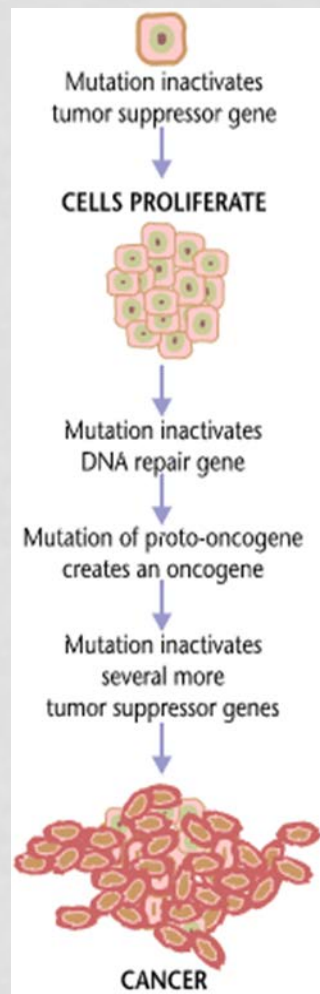 Mutation inactivates
tumor suppressor gene
CELLS PROLIFERATE
Mutation inactivates
DNA repair gene
Mutation of proto-oncogene
creates an oncogene
Mutation inactivates
several more
tumor suppressor genes
CANCER